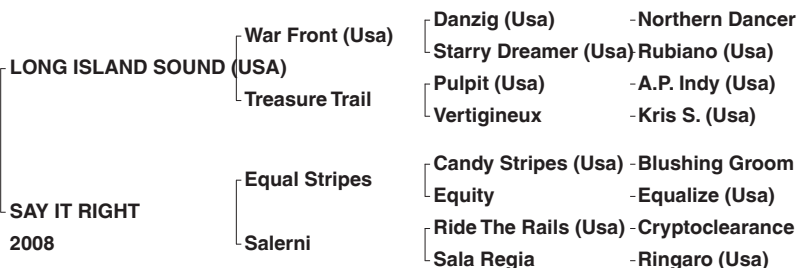 Danzig (Usa) -Northern Dancer
War Front (Usa)
Starry Dreamer (Usa) -Rubiano (Usa)
LONG ISLAND SOUND (USA)
Pulpit (Usa) -A.P. Indy (Usa)
Treasure Trail
Vertigineux -Kris S. (Usa)
Candy Stripes (Usa) -Blushing Groom
Equal Stripes
Equity -Equalize (Usa)
SAY IT RIGHT
Ride The Rails (Usa) -Cryptoclearance
2008
Salerni
Sala Regia -Ringaro (Usa)